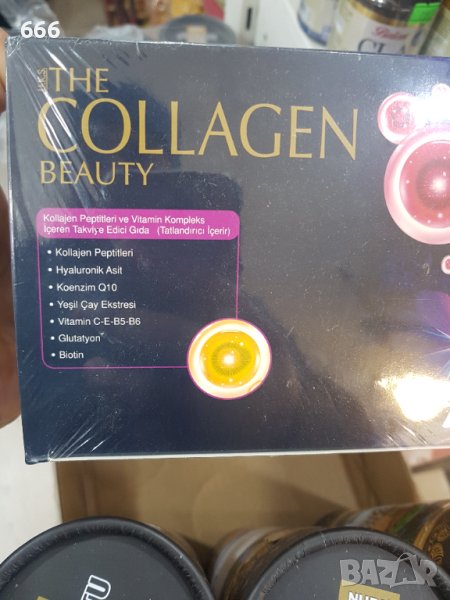 666
THE
COLLAGEN
BEAUTY
Kollajen Peptitleri ve Vitamin Kompleks
İçeren Takviye Edici Gıda (Tatlandırıcı İçerir)
• Kollajen Peptitleri
• Hyaluronik Asit
• Koenzim Q10
• Yeşil Çay Ekstresi
• Vitamin C-E-B5-B6
• Glutatyon
• Biotin
BAZAR